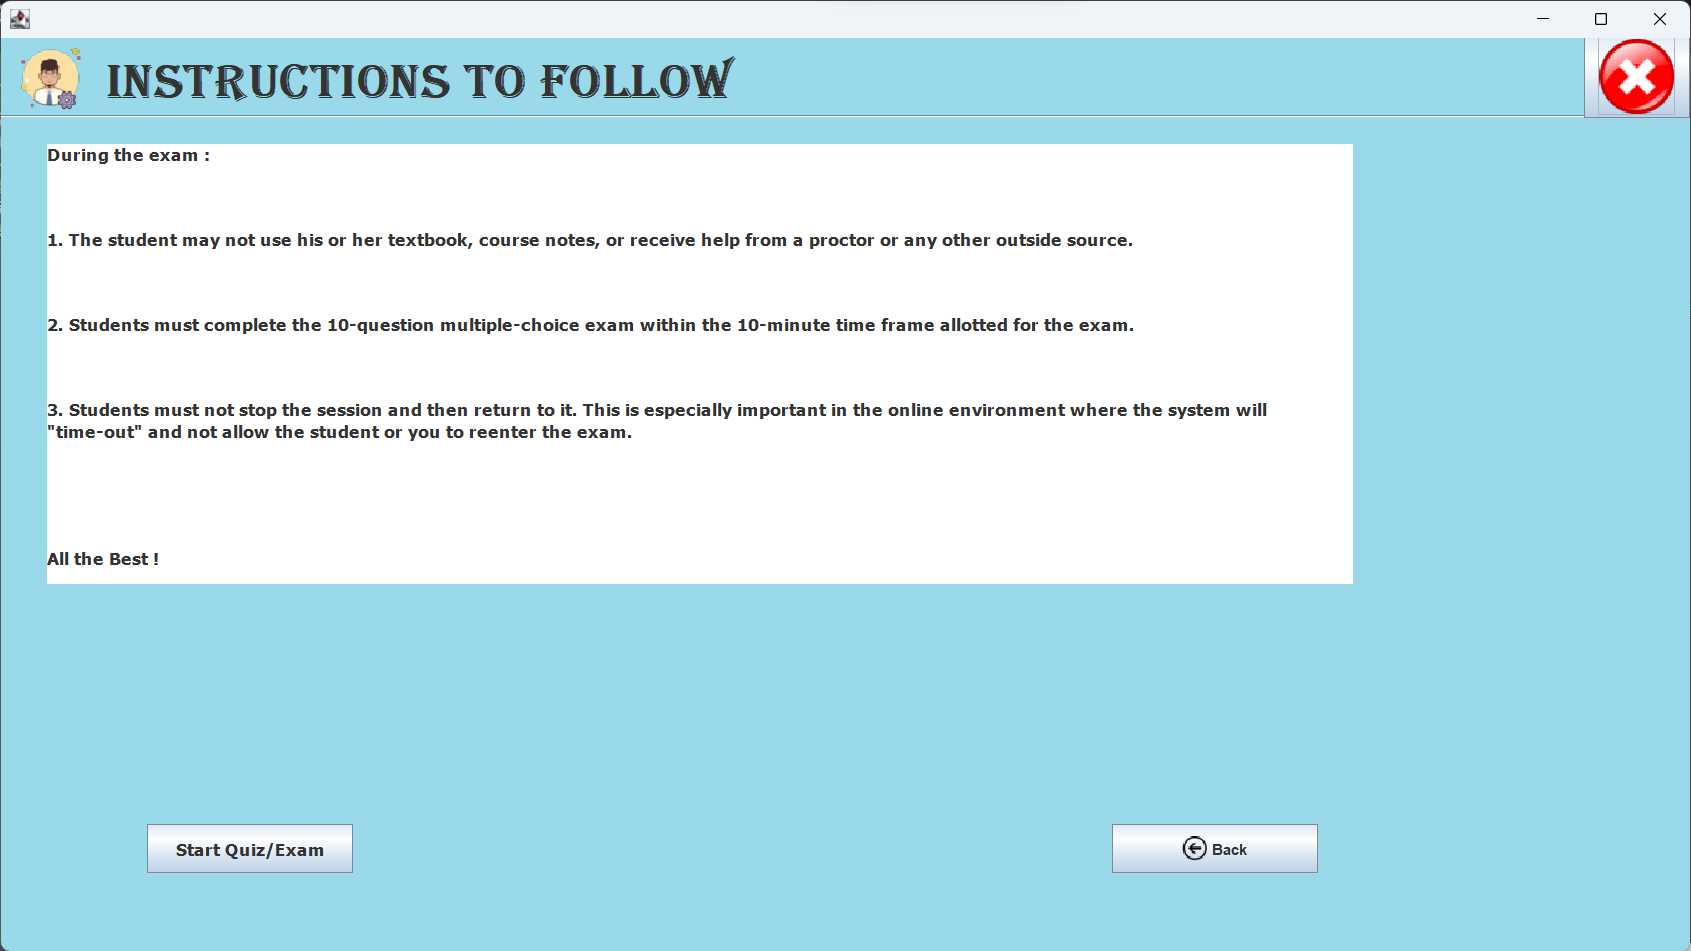 INSTRUCTIONS TO FOLLOW
During the exam :
1. The student may not use his or her textbook, course notes, or receive help from a proctor or any other outside source.
2. Students must complete the 10-question multiple-choice exam within the 10-minute time frame allotted for the exam.
3. Students must not stop the session and then return to it. This is especially important in the online environment where the system will
"time-out" and not allow the student or you to reenter the exam.
All the Best !
Start Quiz/Exam
Back